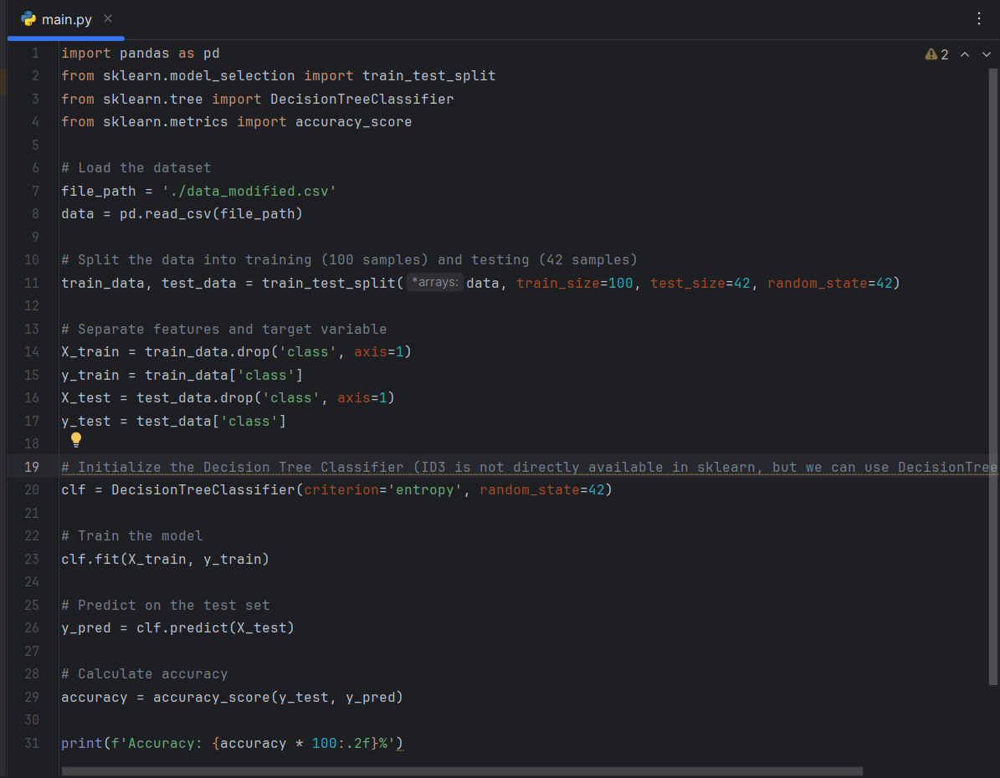 main.py
2
1 import pandas as pd
2 from sklearn.model_selection import train_test_split
3 from sklearn.tree import DecisionTreeClassifier
4 from sklearn.metrics import accuracy_score
5
6 # Load the dataset
7 file_path = './data_modified.csv'
8 data = pd.read_csv(file_path)
9
10 # Split the data into training (100 samples) and testing (42 samples)
11 train_data, test_data = train_test_split( *arrays: data, train_size=100, test_size=42, random_state=42)
12
13 # Separate features and target variable
14 X_train = train_data.drop('class', axis=1)
15 y_train = train_data['class']
16 X_test = test_data.drop('class', axis=1)
17 y_test = test_data['class']
18
19 # Initialize the Decision Tree Classifier (ID3 is not directly available in sklearn, but we can use DecisionTree
20 clf = DecisionTreeClassifier(criterion='entropy', random_state=42)
21
22 # Train the model
23 clf.fit(X_train, y_train)
24
25 # Predict on the test set
26 y_pred = clf.predict(X_test)
27
28 # Calculate accuracy
29 accuracy = accuracy_score(y_test, y_pred)
30
31 print(f'Accuracy: {accuracy * 100:.2f}%')